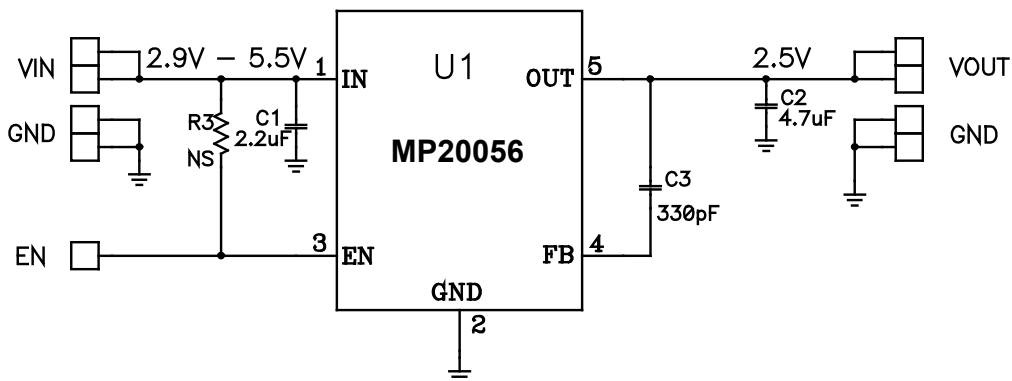 VIN
2.9V - 5.5V
1
IN
U1
OUT
5
2.5V
VOUT
GND
R3
NS
C1
2.2uF
MP20056
C2
4.7uF
GND
C3
330pF
EN
3
EN
FB
4
GND
2